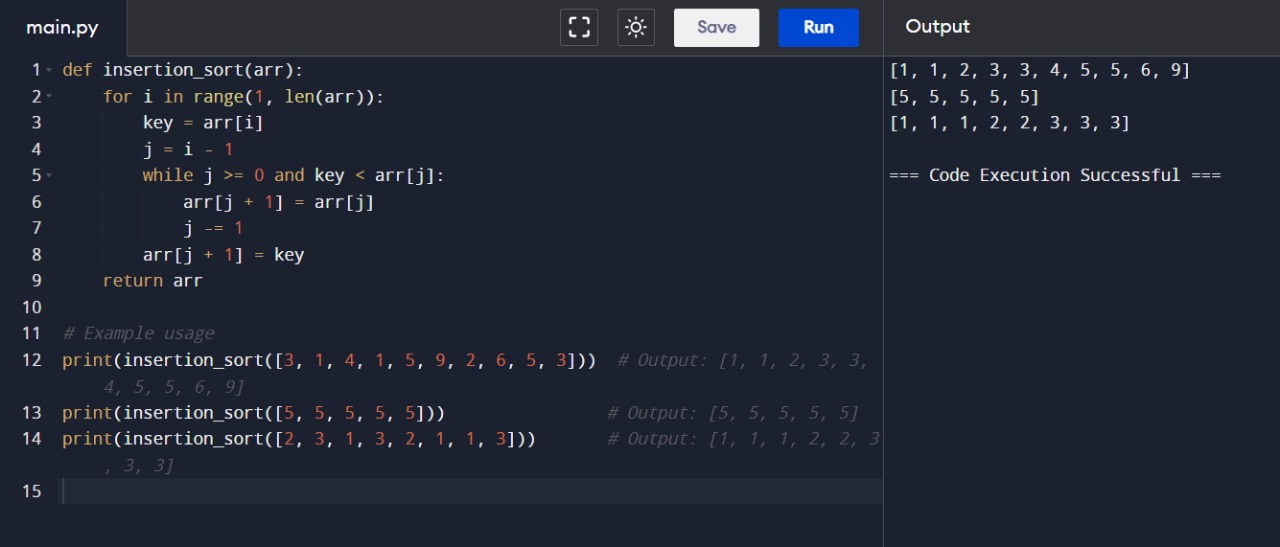 main.py
Save
Run
Output
1 def insertion_sort(arr):
2     for i in range(1, len(arr)):
3         key = arr[i]
4         j = i - 1
5         while j >= 0 and key < arr[j]:
6             arr[j + 1] = arr[j]
7             j -= 1
8         arr[j + 1] = key
9     return arr
10
11 # Example usage
12 print(insertion_sort([3, 1, 4, 1, 5, 9, 2, 6, 5, 3]))  # Output: [1, 1, 2, 3, 3,
    4, 5, 5, 6, 9]
13 print(insertion_sort([5, 5, 5, 5, 5]))                # Output: [5, 5, 5, 5, 5]
14 print(insertion_sort([2, 3, 1, 3, 2, 1, 1, 3]))       # Output: [1, 1, 1, 2, 2, 3
    , 3, 3]
15
[1, 1, 2, 3, 3, 4, 5, 5, 6, 9]
[5, 5, 5, 5, 5]
[1, 1, 1, 2, 2, 3, 3, 3]
=== Code Execution Successful ===